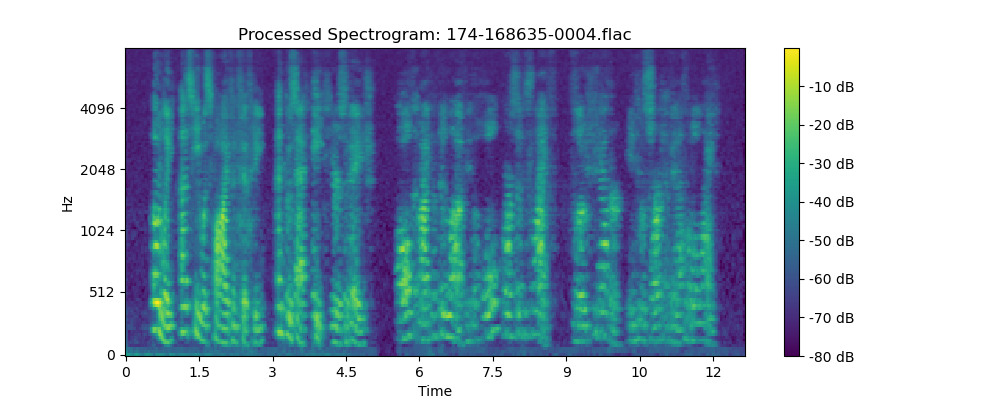 Processed Spectrogram: 174-168635-0004.flac
Hz
4096
2048
1024
512
0
0 1.5 3 4.5 6 7.5 9 10 12
Time
-10 dB
-20 dB
-30 dB
-40 dB
-50 dB
-60 dB
-70 dB
-80 dB